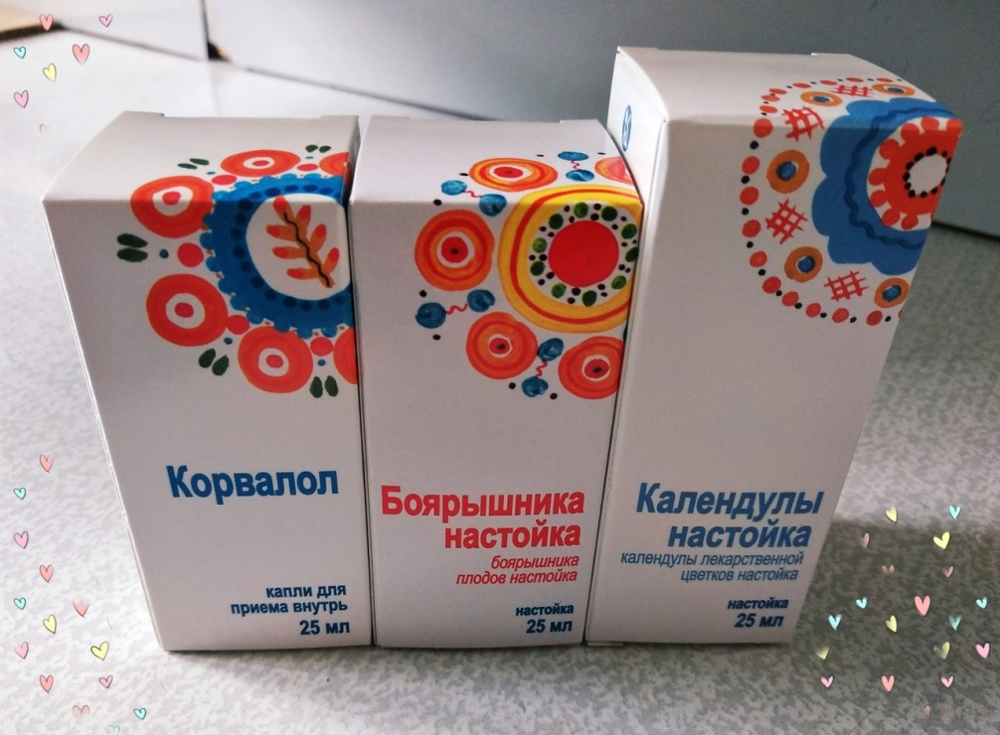 Корвалол
капли для
приема внутрь
25 мл
Боярышника
настойка
боярышника
плодов настойка
настойка
25 мл
Календулы
настойка
календулы лекарственной
цветков настойка
настойка
25 мл